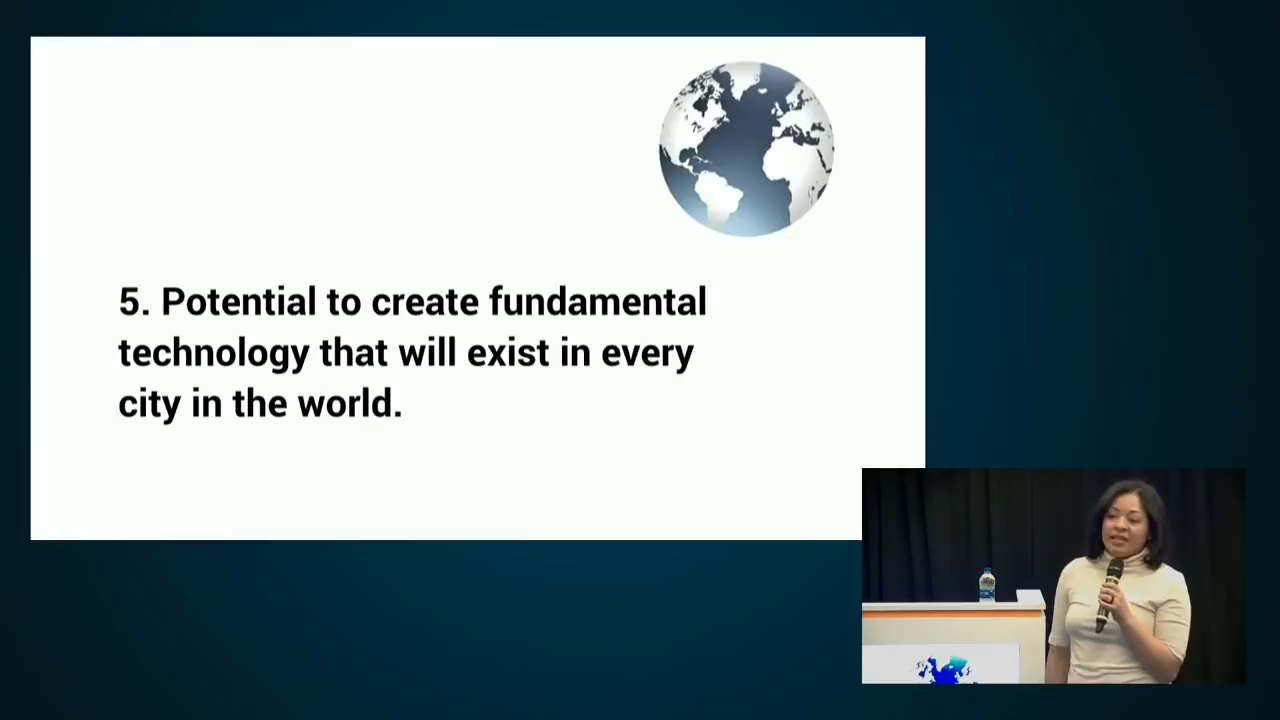 5. Potential to create fundamental
technology that will exist in every
city in the world.